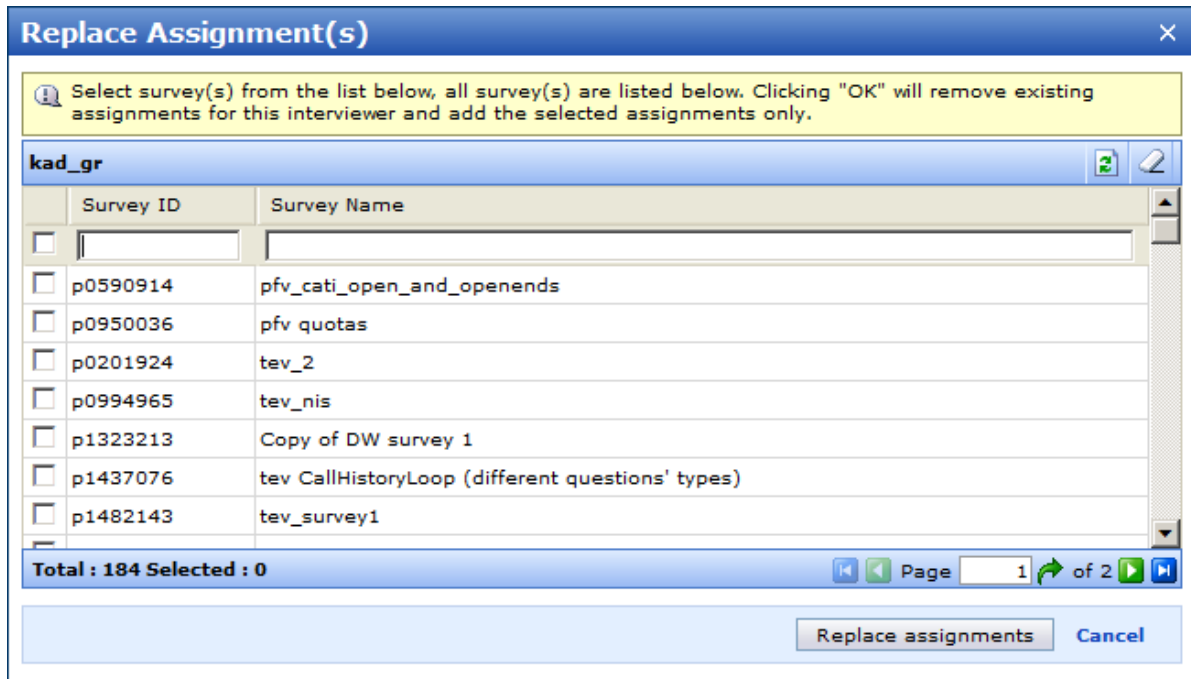 Replace Assignment(s)
Select survey(s) from the list below, all survey(s) are listed below. Clicking "OK" will remove existing
assignments for this interviewer and add the selected assignments only.
kad_gr
Survey ID Survey Name
p0590914 pfv_cati_open_and_openends
p0950036 pfv quotas
p0201924 tev_2
p0994965 tev_nis
p1323213 Copy of DW survey 1
p1437076 tev CallHistoryLoop (different questions' types)
p1482143 tev_survey1
Total : 184 Selected : 0 Page 1 of 2
Replace assignments Cancel